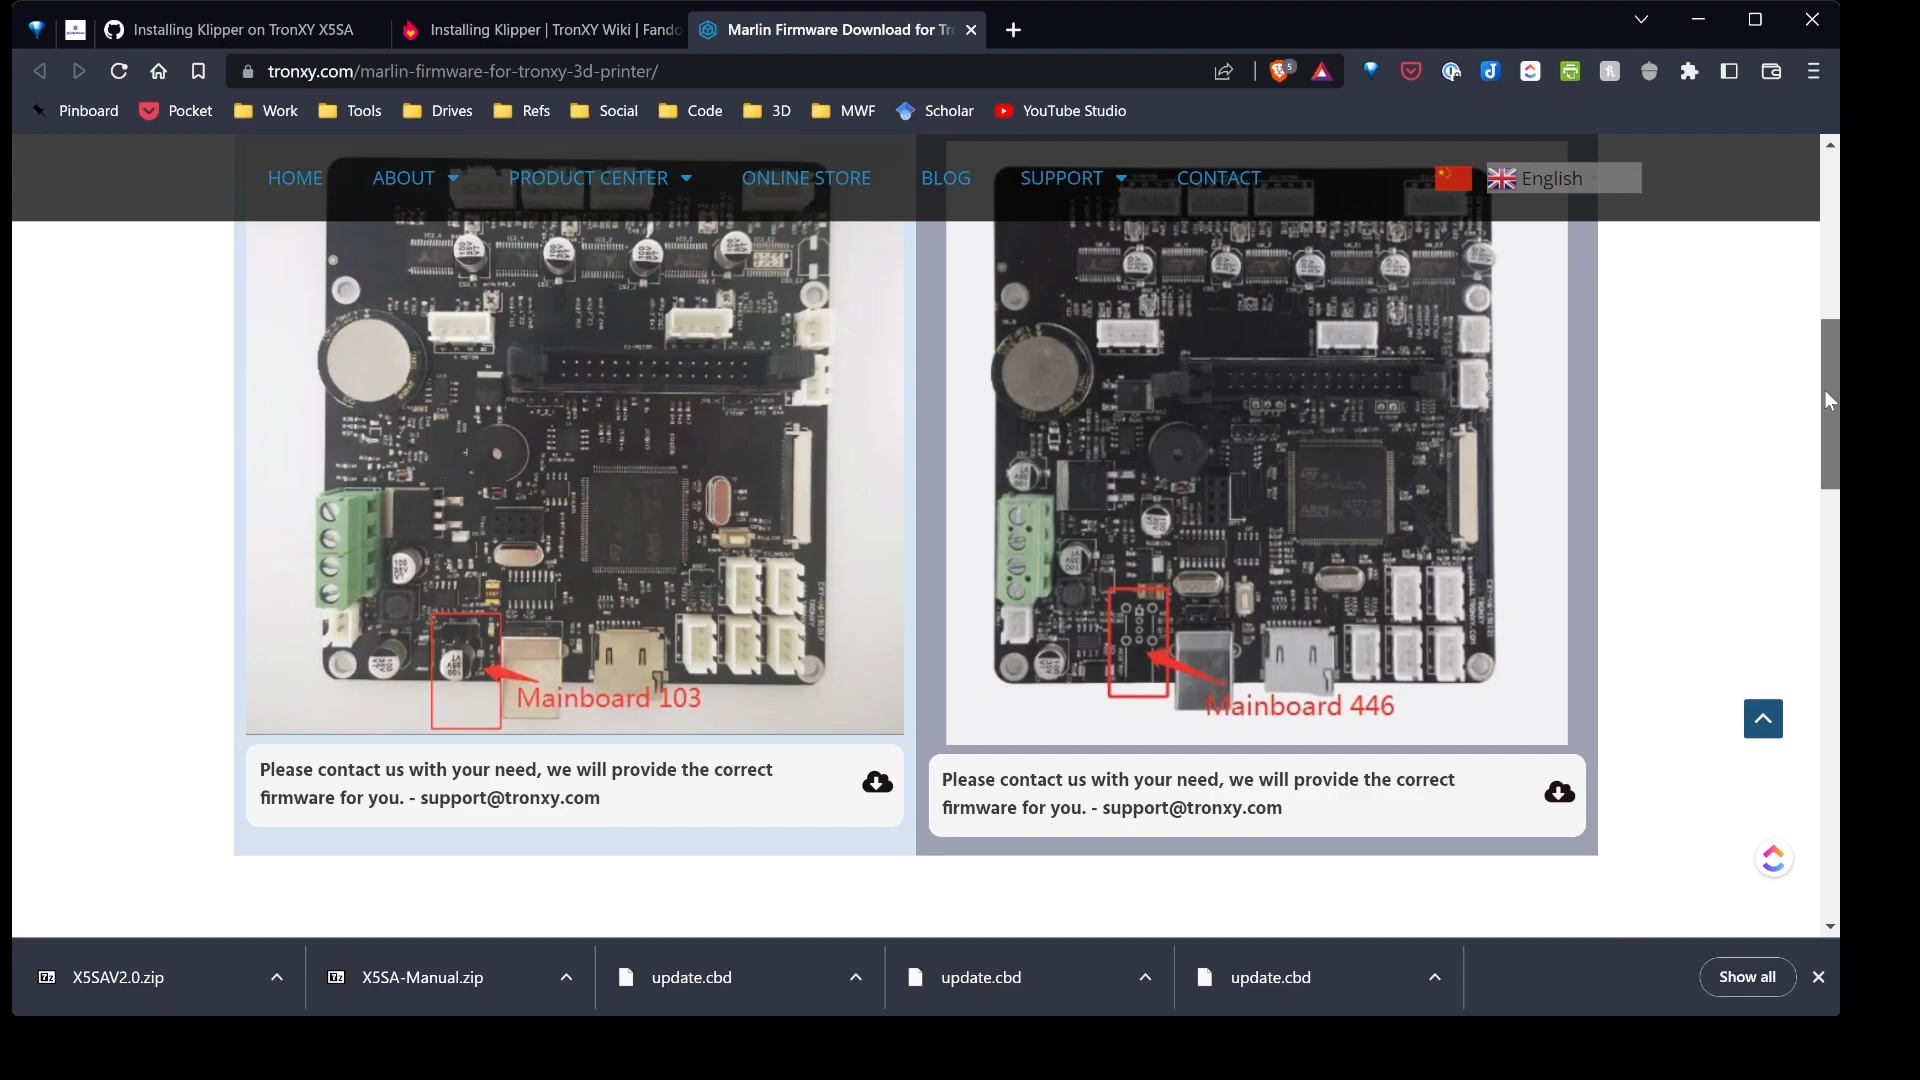 Installing Klipper on TronXY X5SA
Installing Klipper | TronXY Wiki | Fando
Marlin Firmware Download for Tr
tronxy.com/marlin-firmware-for-tronxy-3d-printer/
5
Pinboard
Pocket
Work
Tools
Drives
Refs
Social
Code
3D
MWF
Scholar
YouTube Studio
HOME
ABOUT
PRODUCT CENTER
ONLINE STORE
BLOG
SUPPORT
CONTACT
English
Mainboard 103
Mainboard 446
Please contact us with your need, we will provide the correct
firmware for you. - support@tronxy.com
Please contact us with your need, we will provide the correct
firmware for you. - support@tronxy.com
X5SAV2.0.zip
X5SA-Manual.zip
update.cbd
update.cbd
update.cbd
Show all